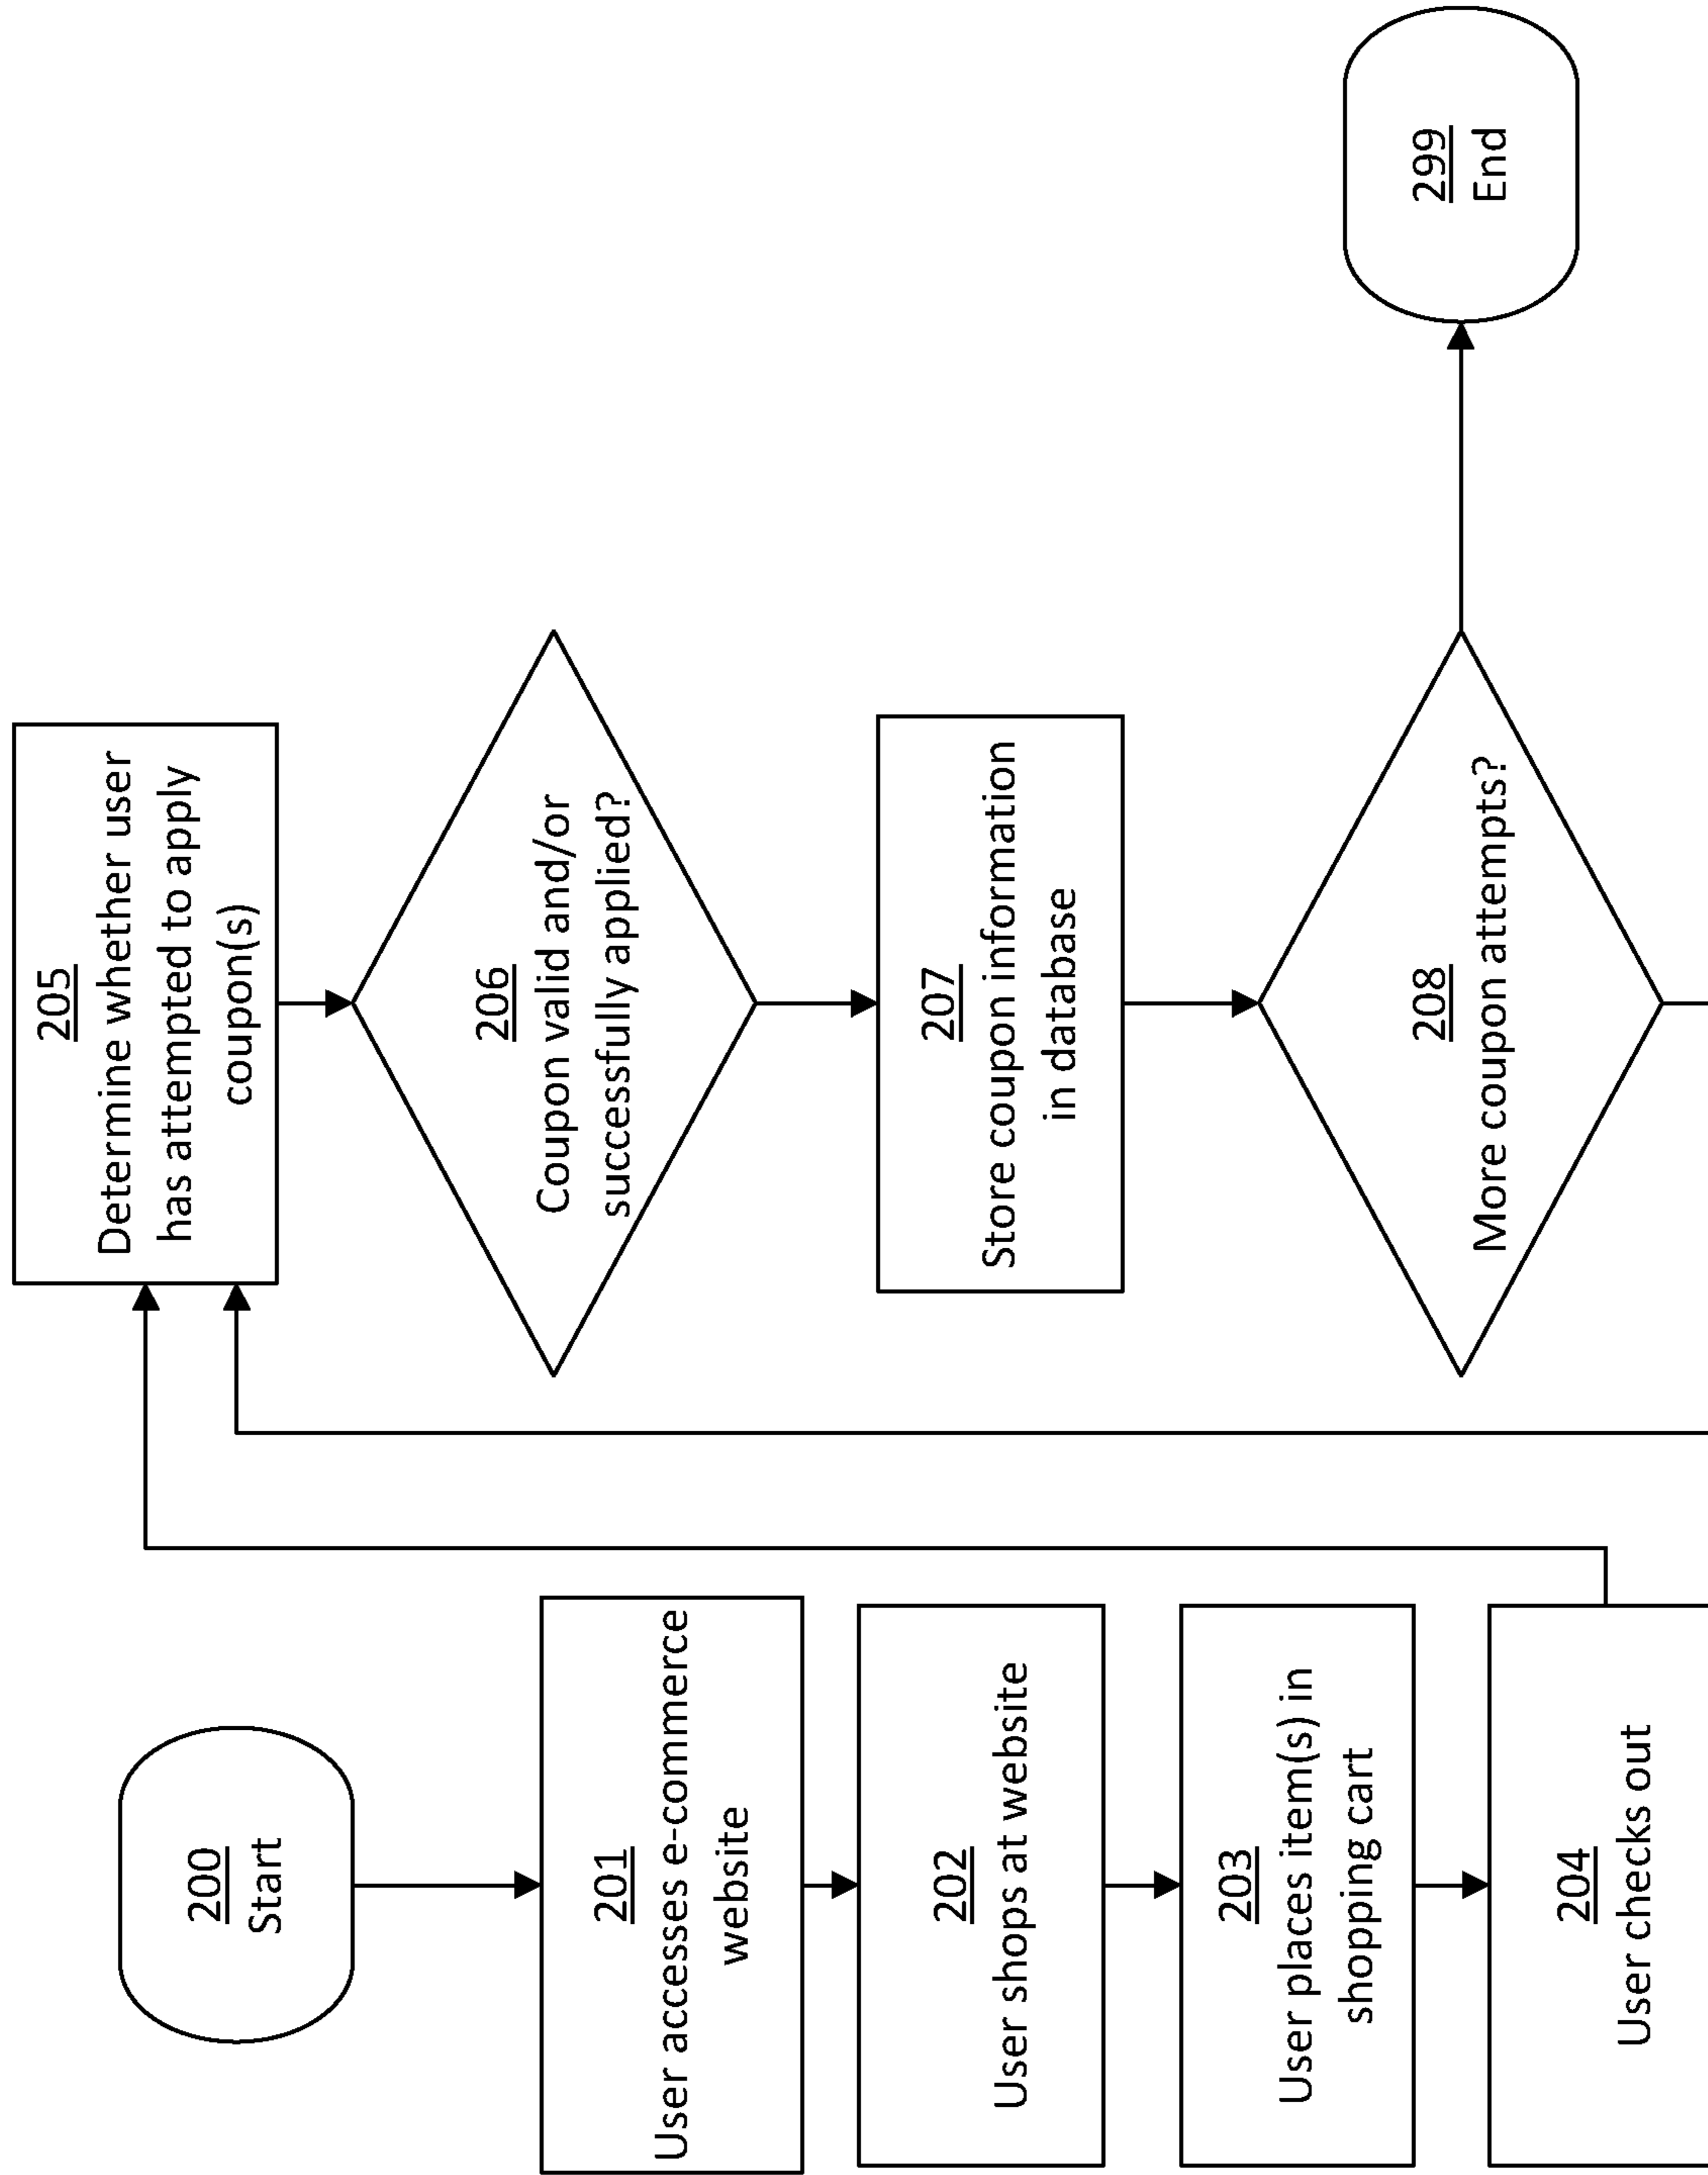 200
Start
201
User accesses e-commerce
website
202
User shops at website
203
User places item(s) in
shopping cart
204
User checks out
205
Determine whether user
has attempted to apply
coupon(s)
206
Coupon valid and/or
successfully applied?
207
Store coupon information
in database
208
More coupon attempts?
299
End